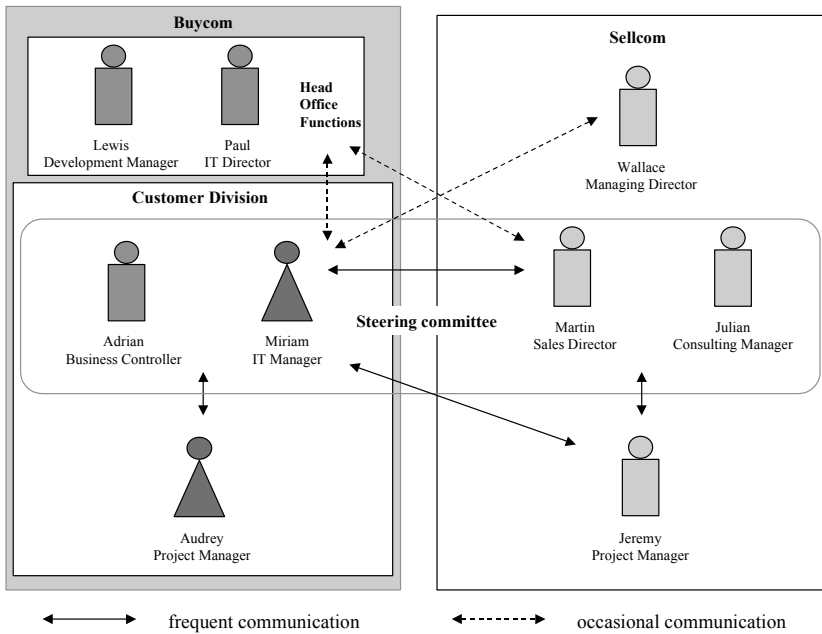 Buycom
Lewis
Development Manager
Paul
IT Director
Head
Office
Functions
Customer Division
Adrian
Business Controller
Miriam
IT Manager
Audrey
Project Manager
Steering committee
Sellcom
Wallace
Managing Director
Martin
Sales Director
Julian
Consulting Manager
Jeremy
Project Manager
frequent communication
occasional communication